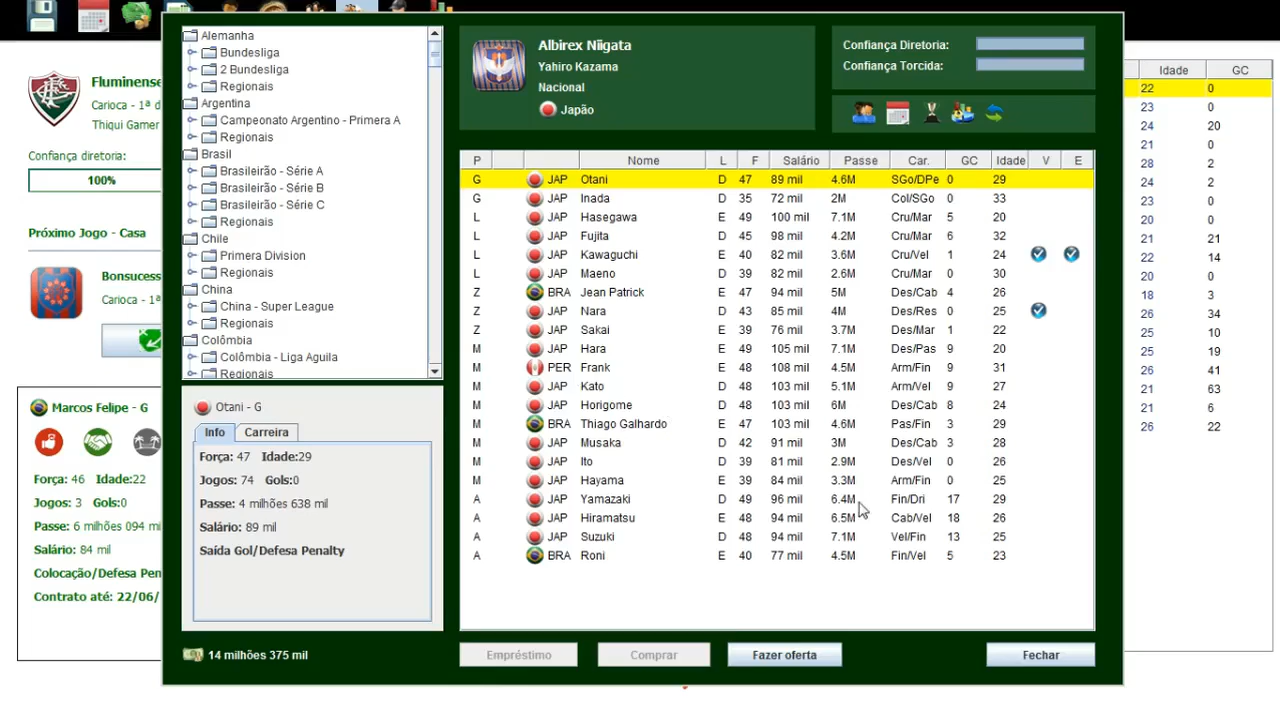 Fluminense
Carioca - 1ª d
Thiqui Gamer
Confiança diretoria:
100%
Próximo Jogo - Casa
Bonsucess
Carioca - 1ª
Marcos Felipe - G
Força: 46 Idade:22
Jogos: 3 Gols:0
Passe: 6 milhões 094 mi
Salário: 84 mil
Colocação/Defesa Pen
Contrato até: 22/06/
Alemanha
Bundesliga
2 Bundesliga
Regionais
Argentina
Campeonato Argentino - Primera A
Regionais
Brasil
Brasileirão - Série A
Brasileirão - Série B
Brasileirão - Série C
Regionais
Chile
Primera Division
Regionais
China
China - Super League
Regionais
Colômbia
Colômbia - Liga Aguila
Regionais
Otani - G
Info Carreira
Força: 47 Idade:29
Jogos: 74 Gols:0
Passe: 4 milhões 638 mil
Salário: 89 mil
Saída Gol/Defesa Penalty
14 milhões 375 mil
Albirex Niigata
Yahiro Kazama
Nacional
Japão
Confiança Diretoria:
Confiança Torcida:
P Nome L F Salário Passe Car. GC Idade V E
G JAP Otani D 47 89 mil 4.6M SGo/DPe 0 29
G JAP Inada D 35 72 mil 2M Col/SGo 0 33
L JAP Hasegawa E 49 100 mil 7.1M Cru/Mar 5 20
L JAP Fujita D 45 98 mil 4.2M Cru/Mar 6 32
L JAP Kawaguchi E 40 82 mil 3.6M Cru/Vel 1 24
L JAP Maeno D 39 82 mil 2.6M Cru/Mar 0 30
Z BRA Jean Patrick E 47 94 mil 5M Des/Cab 4 26
Z JAP Nara D 43 85 mil 4M Des/Res 0 25
Z JAP Sakai E 39 76 mil 3.7M Des/Mar 1 22
M JAP Hara E 49 105 mil 7.1M Des/Pas 9 20
M PER Frank E 48 108 mil 4.5M Arm/Fin 9 31
M JAP Kato D 48 103 mil 5.1M Arm/Vel 9 27
M JAP Horigome D 48 103 mil 6M Des/Cab 8 24
M BRA Thiago Galhardo E 47 103 mil 4.6M Pas/Fin 3 29
M JAP Musaka D 42 91 mil 3M Des/Cab 3 28
M JAP Ito D 39 81 mil 2.9M Des/Vel 0 26
M JAP Hayama E 39 84 mil 3.3M Arm/Fin 0 25
A JAP Yamazaki D 49 96 mil 6.4M Fin/Dri 17 29
A JAP Hiramatsu E 48 94 mil 6.5M Cab/Vel 18 26
A JAP Suzuki D 48 94 mil 7.1M Vel/Fin 13 25
A BRA Roni E 40 77 mil 4.5M Fin/Vel 5 23
Empréstimo Comprar Fazer oferta Fechar
Idade GC
22 0
23 0
24 20
21 0
28 2
24 2
23 0
20 0
21 21
22 14
20 0
18 3
26 34
25 10
25 19
26 41
21 63
21 6
26 22